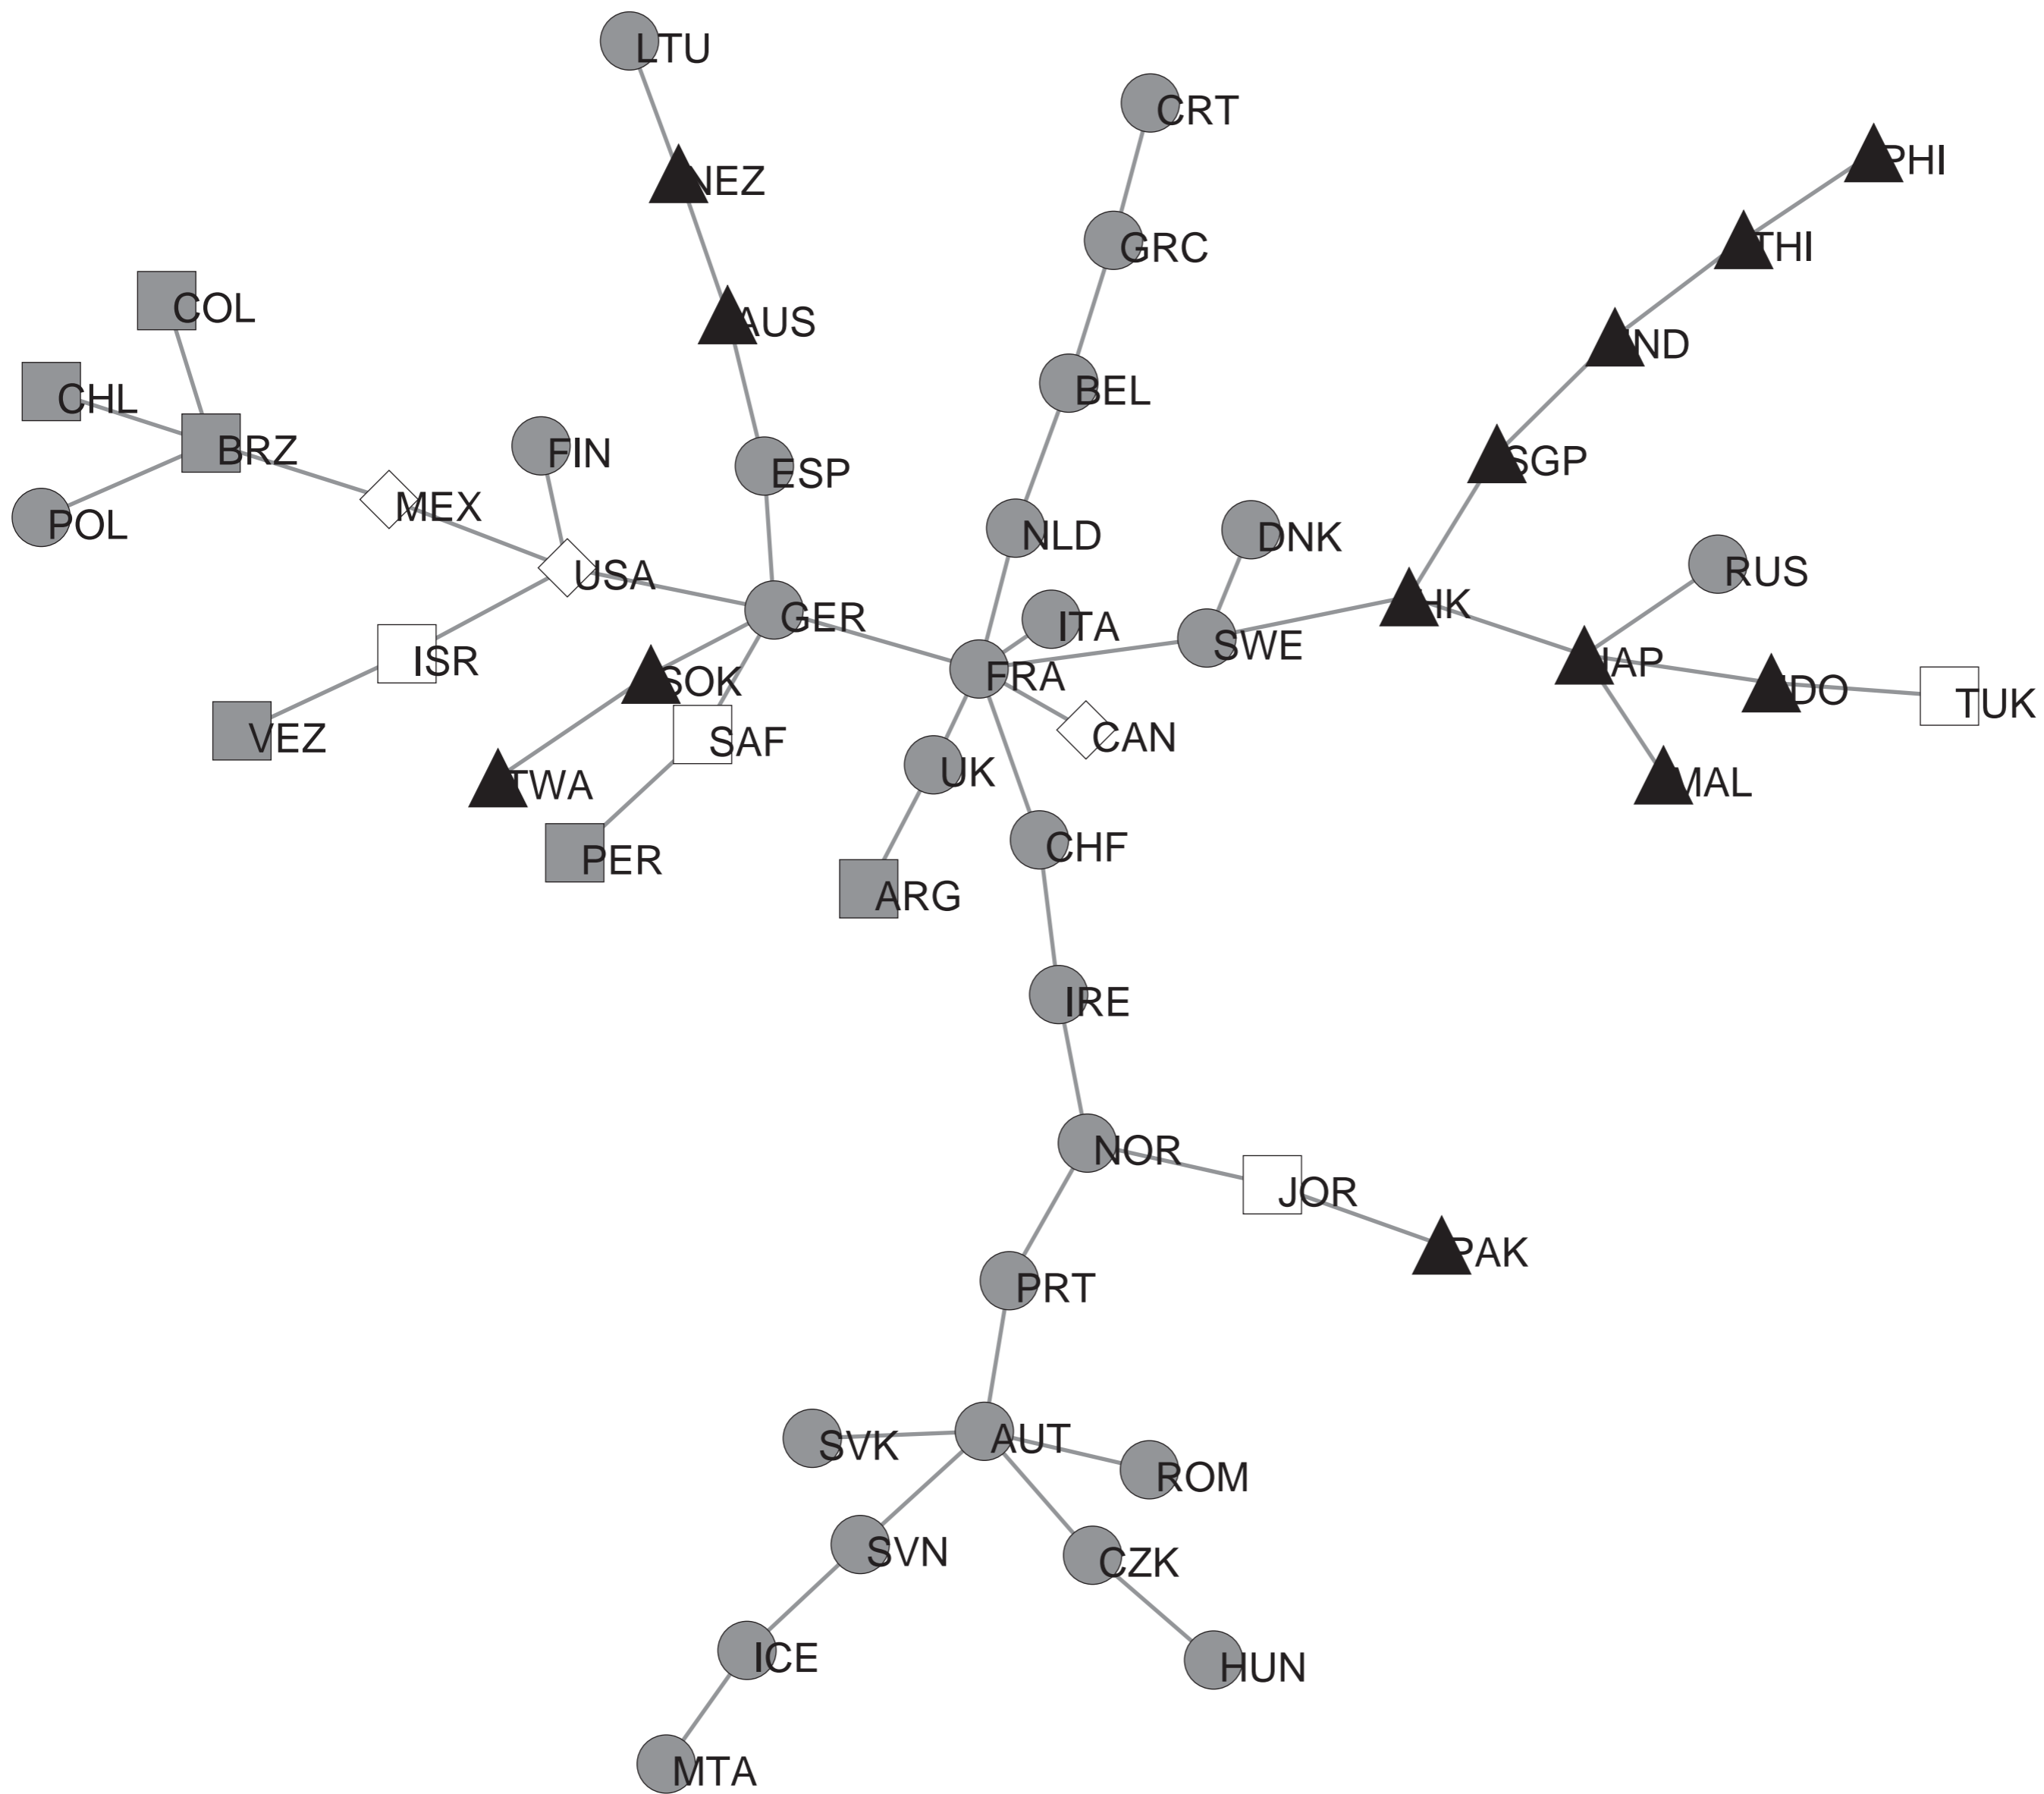 LTU
CRT
PHI
NEZ
GRC
THI
COL
AUS
IND
CHL
BEL
BRZ
FIN
ESP
SGP
MEX
POL
NLD
DNK
USA
RUS
GER
HK
ITA
SWE
ISR
JAP
SOK
FRA
IDO
TUK
VEZ
SAF
CAN
UK
TWA
MAL
PER
CHF
ARG
IRE
NOR
JOR
PAK
PRT
AUT
SVK
ROM
SVN
CZK
ICE
HUN
MTA